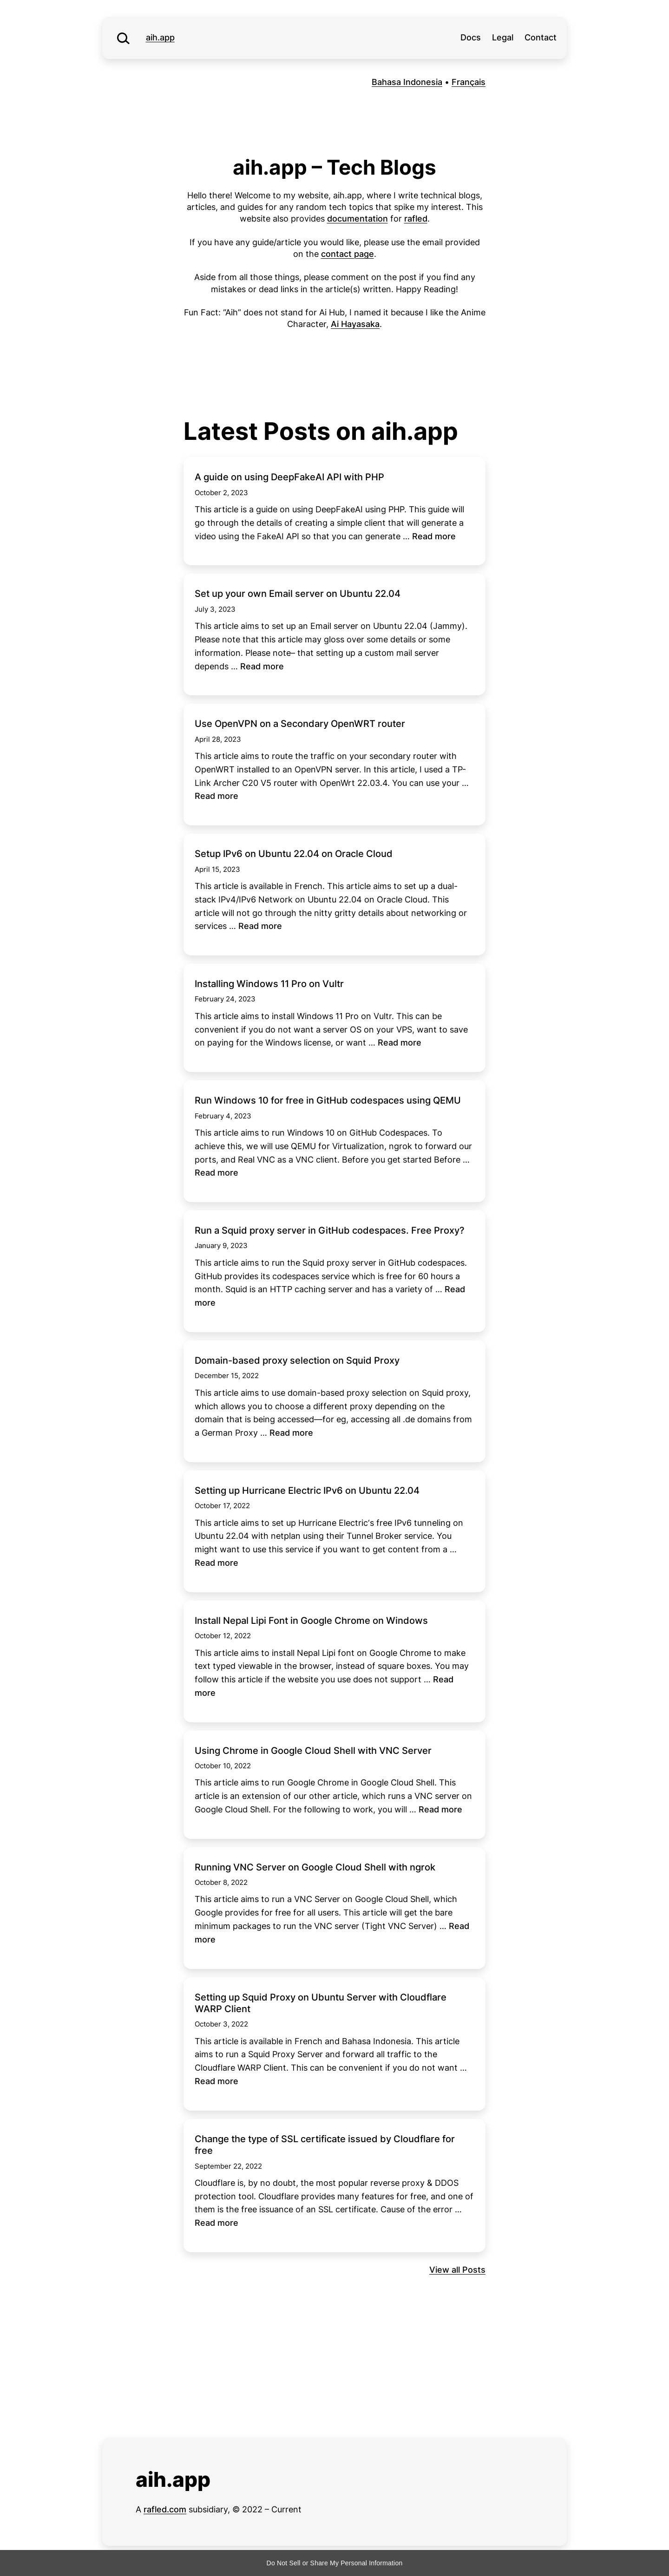 aih.app
Docs Legal Contact
Bahasa Indonesia • Français
aih.app – Tech Blogs
Hello there! Welcome to my website, aih.app, where I write technical blogs,
articles, and guides for any random tech topics that spike my interest. This
website also provides documentation for rafled.
If you have any guide/article you would like, please use the email provided
on the contact page.
Aside from all those things, please comment on the post if you find any
mistakes or dead links in the article(s) written. Happy Reading!
Fun Fact: “Aih” does not stand for Ai Hub, I named it because I like the Anime
Character, Ai Hayasaka.
Latest Posts on aih.app
A guide on using DeepFakeAI API with PHP
October 2, 2023
This article is a guide on using DeepFakeAI using PHP. This guide will
go through the details of creating a simple client that will generate a
video using the FakeAI API so that you can generate ... Read more
Set up your own Email server on Ubuntu 22.04
July 3, 2023
This article aims to set up an Email server on Ubuntu 22.04 (Jammy).
Please note that this article may gloss over some details or some
information. Please note– that setting up a custom mail server
depends ... Read more
Use OpenVPN on a Secondary OpenWRT router
April 28, 2023
This article aims to route the traffic on your secondary router with
OpenWRT installed to an OpenVPN server. In this article, I used a TP-
Link Archer C20 V5 router with OpenWrt 22.03.4. You can use your ...
Read more
Setup IPv6 on Ubuntu 22.04 on Oracle Cloud
April 15, 2023
This article is available in French. This article aims to set up a dual-
stack IPv4/IPv6 Network on Ubuntu 22.04 on Oracle Cloud. This
article will not go through the nitty gritty details about networking or
services ... Read more
Installing Windows 11 Pro on Vultr
February 24, 2023
This article aims to install Windows 11 Pro on Vultr. This can be
convenient if you do not want a server OS on your VPS, want to save
on paying for the Windows license, or want ... Read more
Run Windows 10 for free in GitHub codespaces using QEMU
February 4, 2023
This article aims to run Windows 10 on GitHub Codespaces. To
achieve this, we will use QEMU for Virtualization, ngrok to forward our
ports, and Real VNC as a VNC client. Before you get started Before ...
Read more
Run a Squid proxy server in GitHub codespaces. Free Proxy?
January 9, 2023
This article aims to run the Squid proxy server in GitHub codespaces.
GitHub provides its codespaces service which is free for 60 hours a
month. Squid is an HTTP caching server and has a variety of ... Read
more
Domain-based proxy selection on Squid Proxy
December 15, 2022
This article aims to use domain-based proxy selection on Squid proxy,
which allows you to choose a different proxy depending on the
domain that is being accessed—for eg, accessing all .de domains from
a German Proxy ... Read more
Setting up Hurricane Electric IPv6 on Ubuntu 22.04
October 17, 2022
This article aims to set up Hurricane Electric’s free IPv6 tunneling on
Ubuntu 22.04 with netplan using their Tunnel Broker service. You
might want to use this service if you want to get content from a ...
Read more
Install Nepal Lipi Font in Google Chrome on Windows
October 12, 2022
This article aims to install Nepal Lipi font on Google Chrome to make
text typed viewable in the browser, instead of square boxes. You may
follow this article if the website you use does not support ... Read
more
Using Chrome in Google Cloud Shell with VNC Server
October 10, 2022
This article aims to run Google Chrome in Google Cloud Shell. This
article is an extension of our other article, which runs a VNC server on
Google Cloud Shell. For the following to work, you will ... Read more
Running VNC Server on Google Cloud Shell with ngrok
October 8, 2022
This article aims to run a VNC Server on Google Cloud Shell, which
Google provides for free for all users. This article will get the bare
minimum packages to run the VNC server (Tight VNC Server) ... Read
more
Setting up Squid Proxy on Ubuntu Server with Cloudflare
WARP Client
October 3, 2022
This article is available in French and Bahasa Indonesia. This article
aims to run a Squid Proxy Server and forward all traffic to the
Cloudflare WARP Client. This can be convenient if you do not want ...
Read more
Change the type of SSL certificate issued by Cloudflare for
free
September 22, 2022
Cloudflare is, by no doubt, the most popular reverse proxy & DDOS
protection tool. Cloudflare provides many features for free, and one of
them is the free issuance of an SSL certificate. Cause of the error ...
Read more
View all Posts
aih.app
A rafled.com subsidiary, © 2022 – Current
Do Not Sell or Share My Personal Information